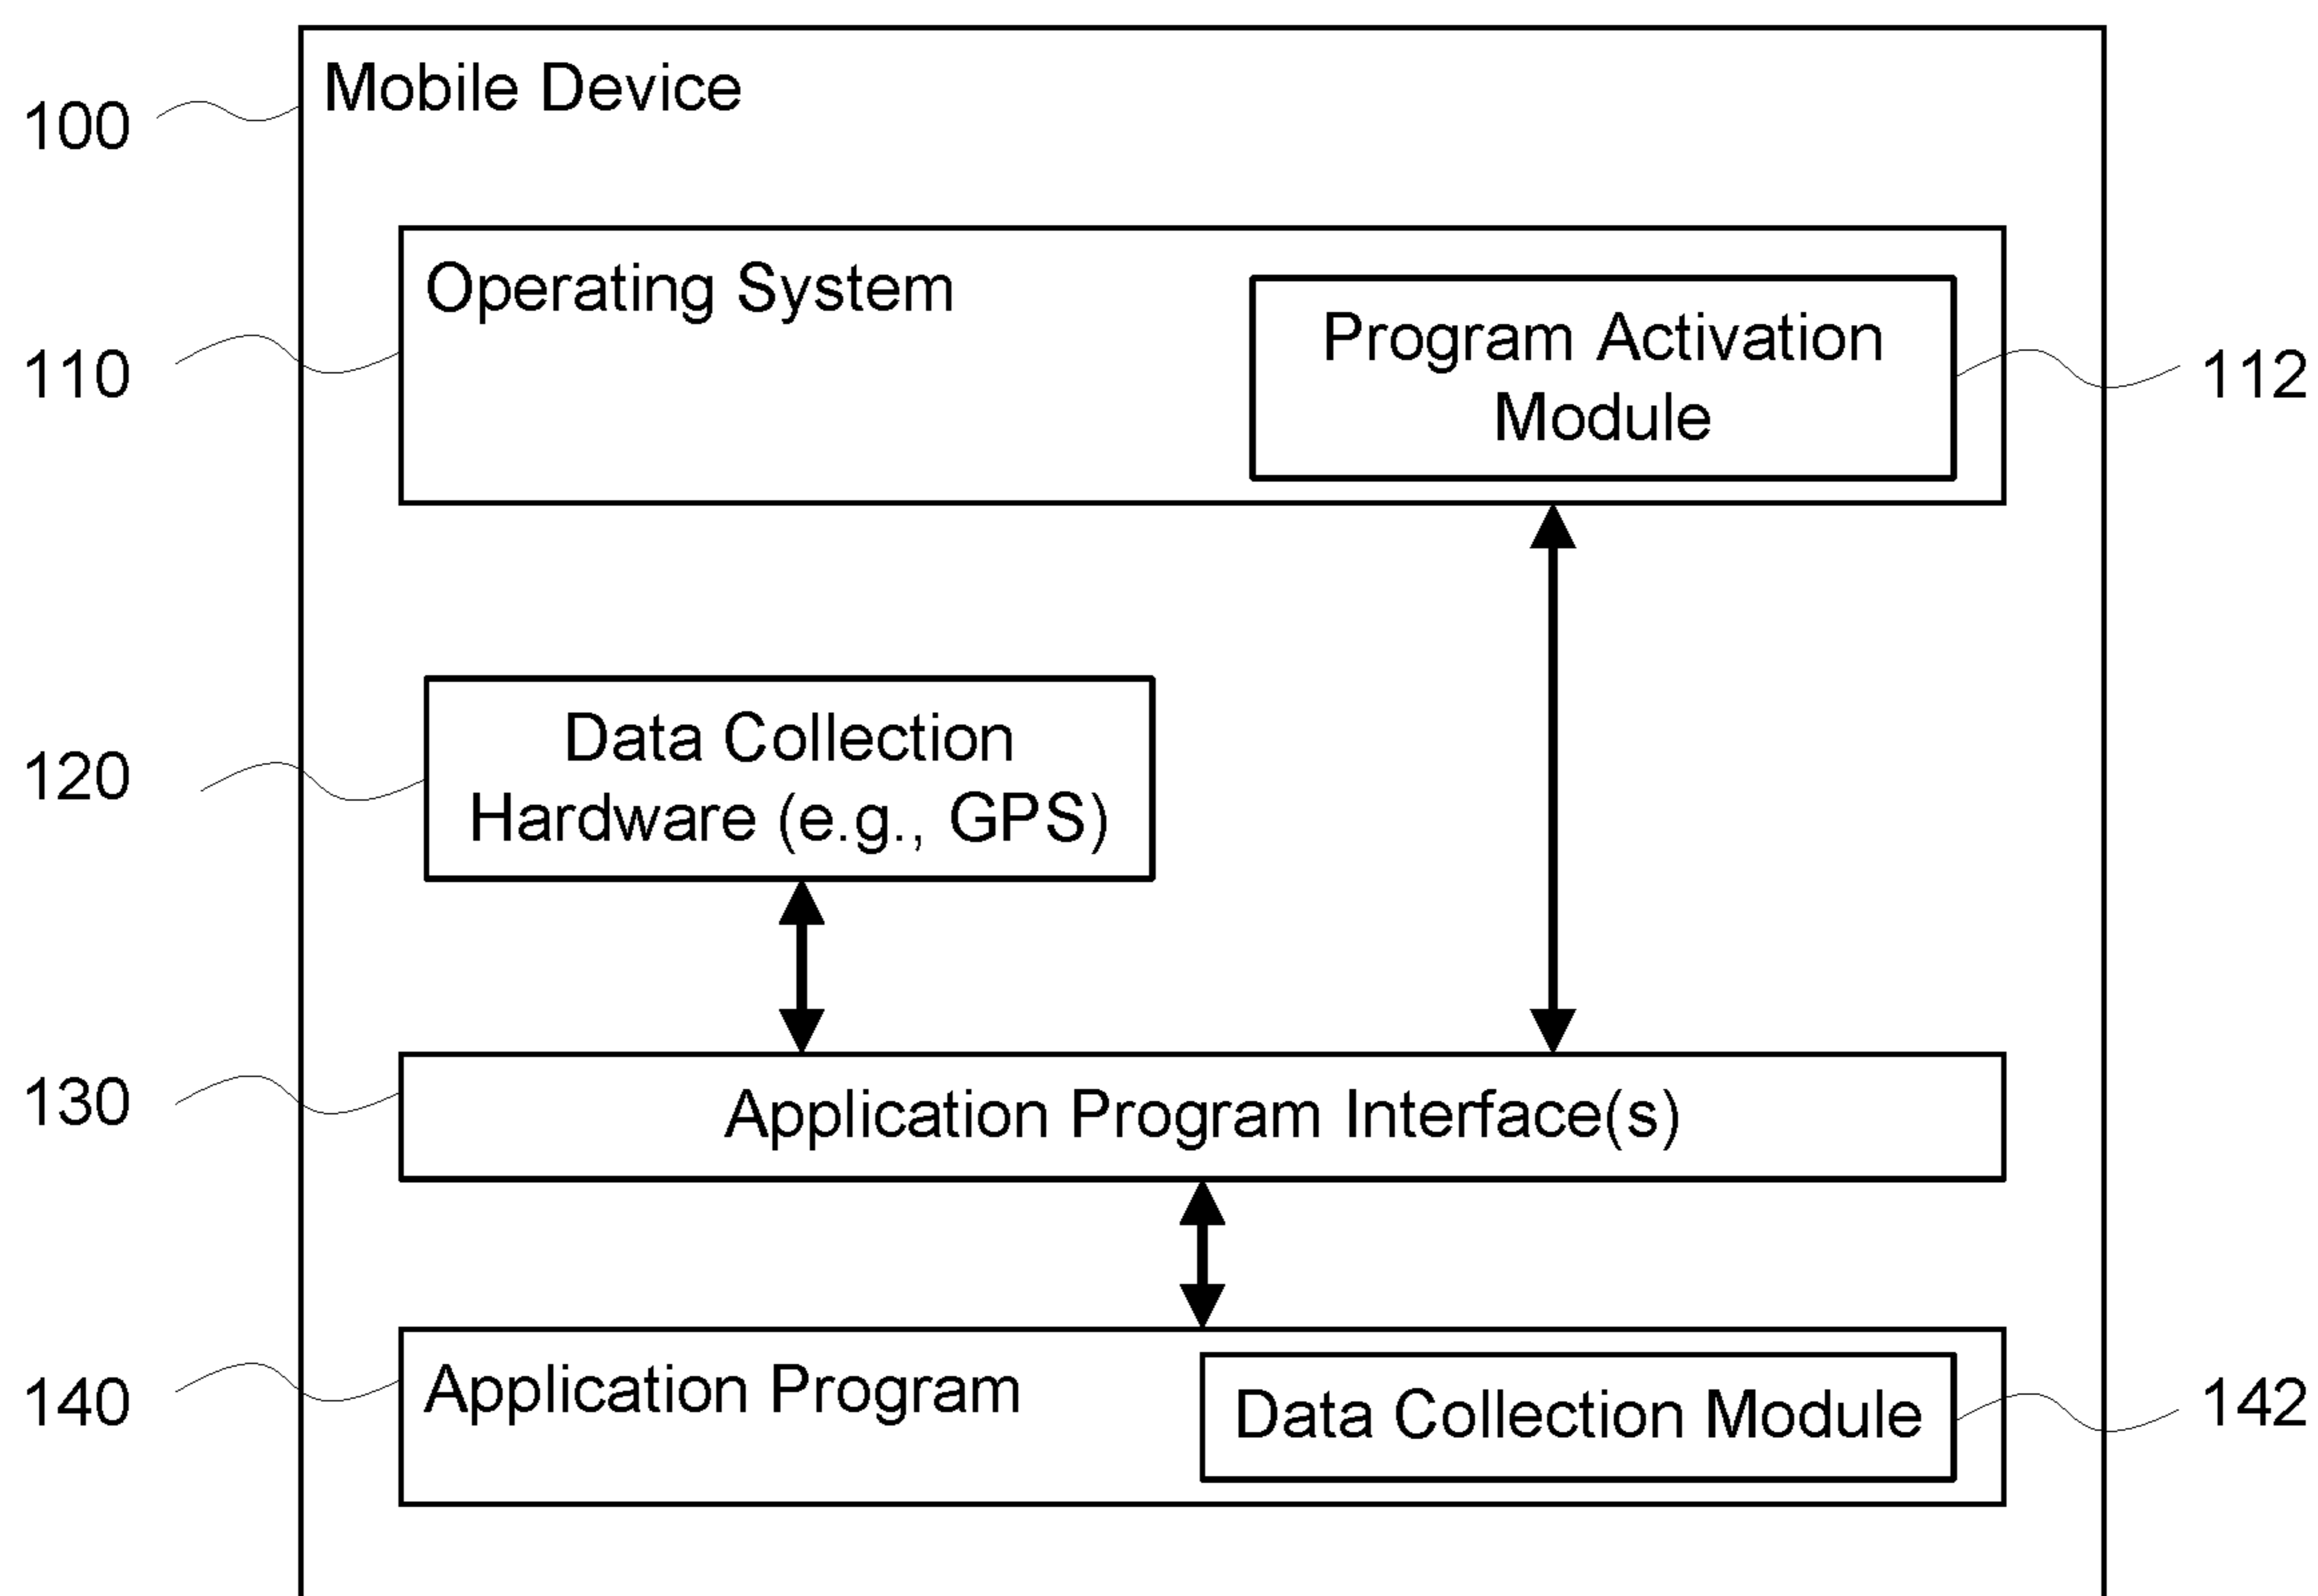 Mobile Device
100
Operating System
Program Activation
Module
110
112
Data Collection
Hardware (e.g., GPS)
120
Application Program Interface(s)
130
Application Program
Data Collection Module
140
142